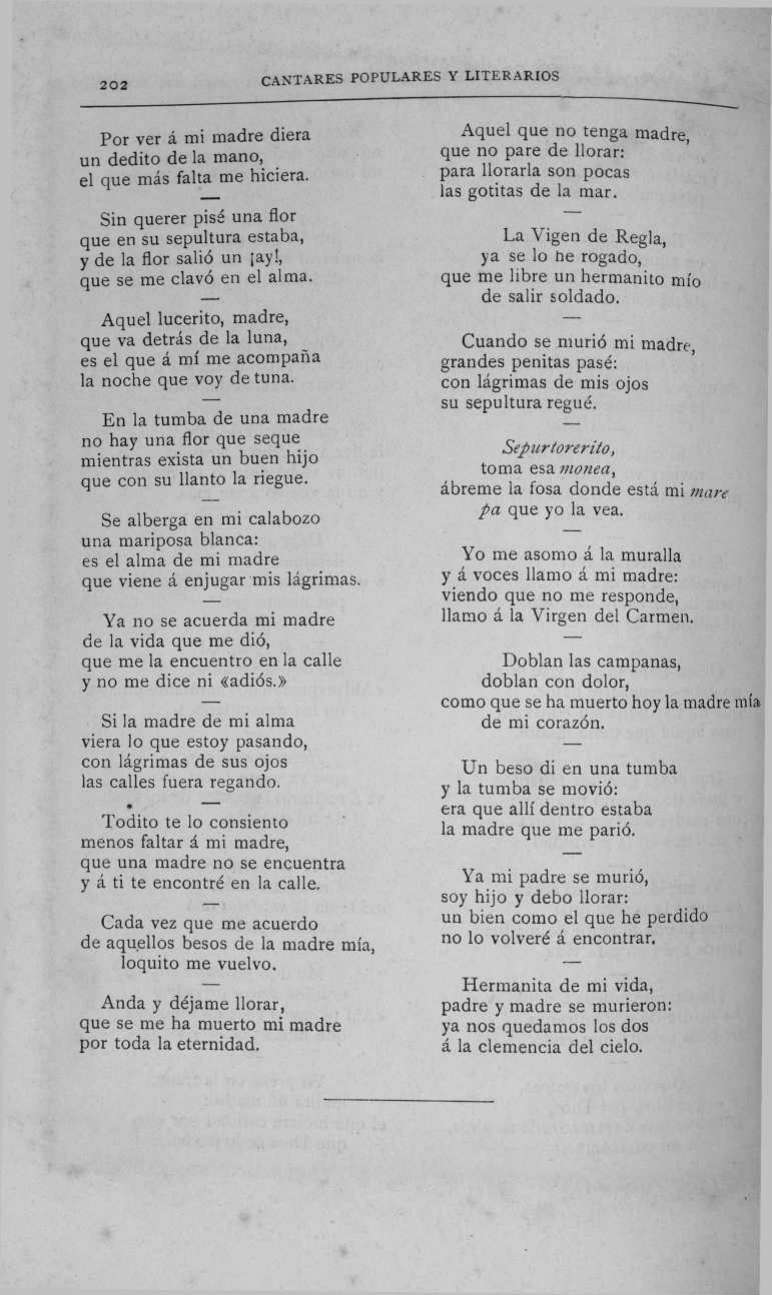 202 CANTARES POPULARES Y LITERARIOS
Por ver á mi madre diera
un dedito de la mano,
el que más falta me hiciera.
—
Sin querer pisé una flor
que en su sepultura estaba,
y de la flor salió un ¡ay!,
que se me clavó en el alma.
—
Aquel lucerito, madre,
que va detrás de la luna,
es el que á mí me acompaña
la noche que voy de tuna.
—
En la tumba de una madre
no hay una flor que seque
mientras exista un buen hijo
que con su llanto la riegue.
—
Se alberga en mi calabozo
una mariposa blanca:
es el alma de mi madre
que viene á enjugar mis lágrimas.
—
Ya no se acuerda mi madre
de la vida que me dió,
que me la encuentro en la calle
y no me dice ni «adiós.»
—
Si la madre de mi alma
viera lo que estoy pasando,
con lágrimas de sus ojos
las calles fuera regando.
—
Todito te lo consiento
menos faltar á mi madre,
que una madre no se encuentra
y á ti te encontré en la calle.
—
Cada vez que me acuerdo
de aquellos besos de la madre mía,
loquito me vuelvo.
—
Anda y déjame llorar,
que se me ha muerto mi madre
por toda la eternidad.
Aquel que no tenga madre,
que no pare de llorar:
para llorarla son pocas
las gotitas de la mar.
—
La Vigen de Regla,
ya se lo he rogado,
que me libre un hermanito mío
de salir soldado.
—
Cuando se murió mi madre,
grandes penitas pasé:
con lágrimas de mis ojos
su sepultura regué.
—
Sepurtorerito,
toma esa monea,
ábreme la fosa donde está mi mare
pa que yo la vea.
—
Yo me asomo á la muralla
y á voces llamo á mi madre:
viendo que no me responde,
llamo á la Virgen del Carmen.
—
Doblan las campanas,
doblan con dolor,
como que se ha muerto hoy la madre mía
de mi corazón.
—
Un beso di en una tumba
y la tumba se movió:
era que allí dentro estaba
la madre que me parió.
—
Ya mi padre se murió,
soy hijo y debo llorar:
un bien como el que he perdido
no lo volveré á encontrar.
—
Hermanita de mi vida,
padre y madre se murieron:
ya nos quedamos los dos
á la clemencia del cielo.